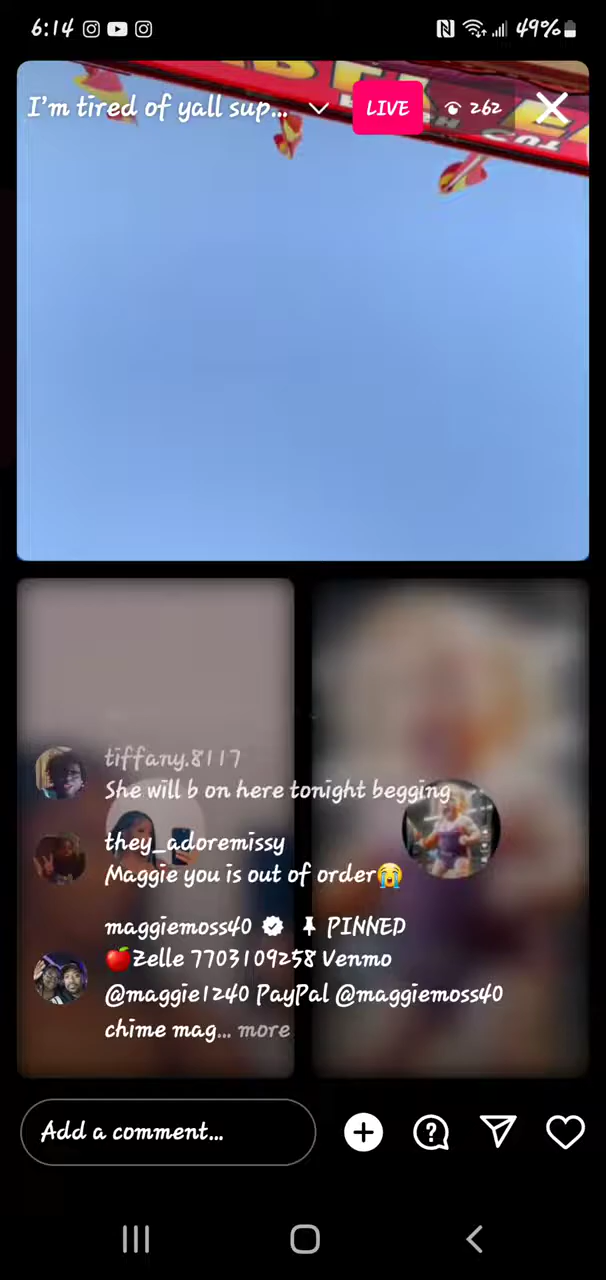 6:14 49%
I'm tired of yall sup... LIVE 262
tiffany.8117
She will b on here tonight begging
they_adoremissy
Maggie you is out of order😭
maggiemoss40 PINNED
🍎Zelle 7703109258 Venmo
@maggie1240 PayPal @maggiemoss40
chime mag... more
Add a comment...